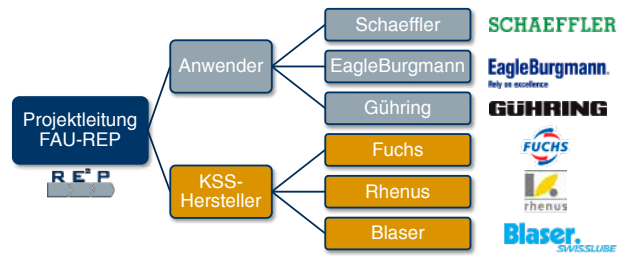 Projektleitung
FAU-REP
RE²P
Anwender
KSS-
Hersteller
Schaeffler
EagleBurgmann
Gühring
Fuchs
Rhenus
Blaser
SCHAEFFLER
EagleBurgmann.
Rely on excellence
GÜHRING
FUCHS
rhenus
Blaser.
SWISSLUBE